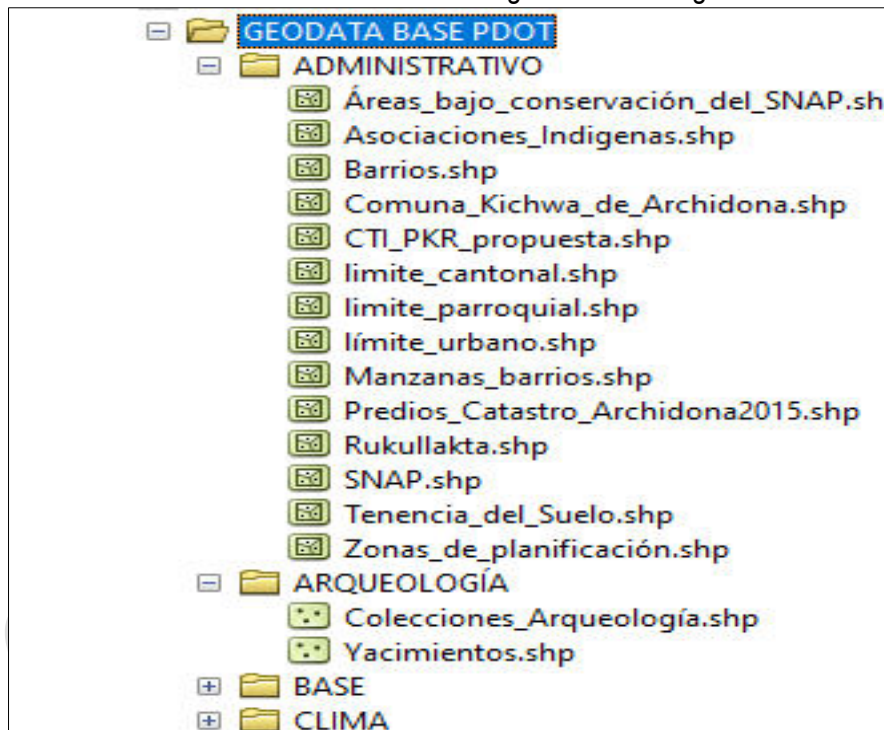 GEODATA BASE PDOT
ADMINISTRATIVO
Áreas_bajo_conservación_del_SNAP.sh
Asociaciones_Indigenas.shp
Barrios.shp
Comuna_Kichwa_de_Archidona.shp
CTI_PKR_propuesta.shp
limite_cantonal.shp
limite_parroquial.shp
límite_urbano.shp
Manzanas_barrios.shp
Predios_Catastro_Archidona2015.shp
Rukullakta.shp
SNAP.shp
Tenencia_del_Suelo.shp
Zonas_de_planificación.shp
ARQUEOLOGÍA
Colecciones_Arqueología.shp
Yacimientos.shp
BASE
CLIMA